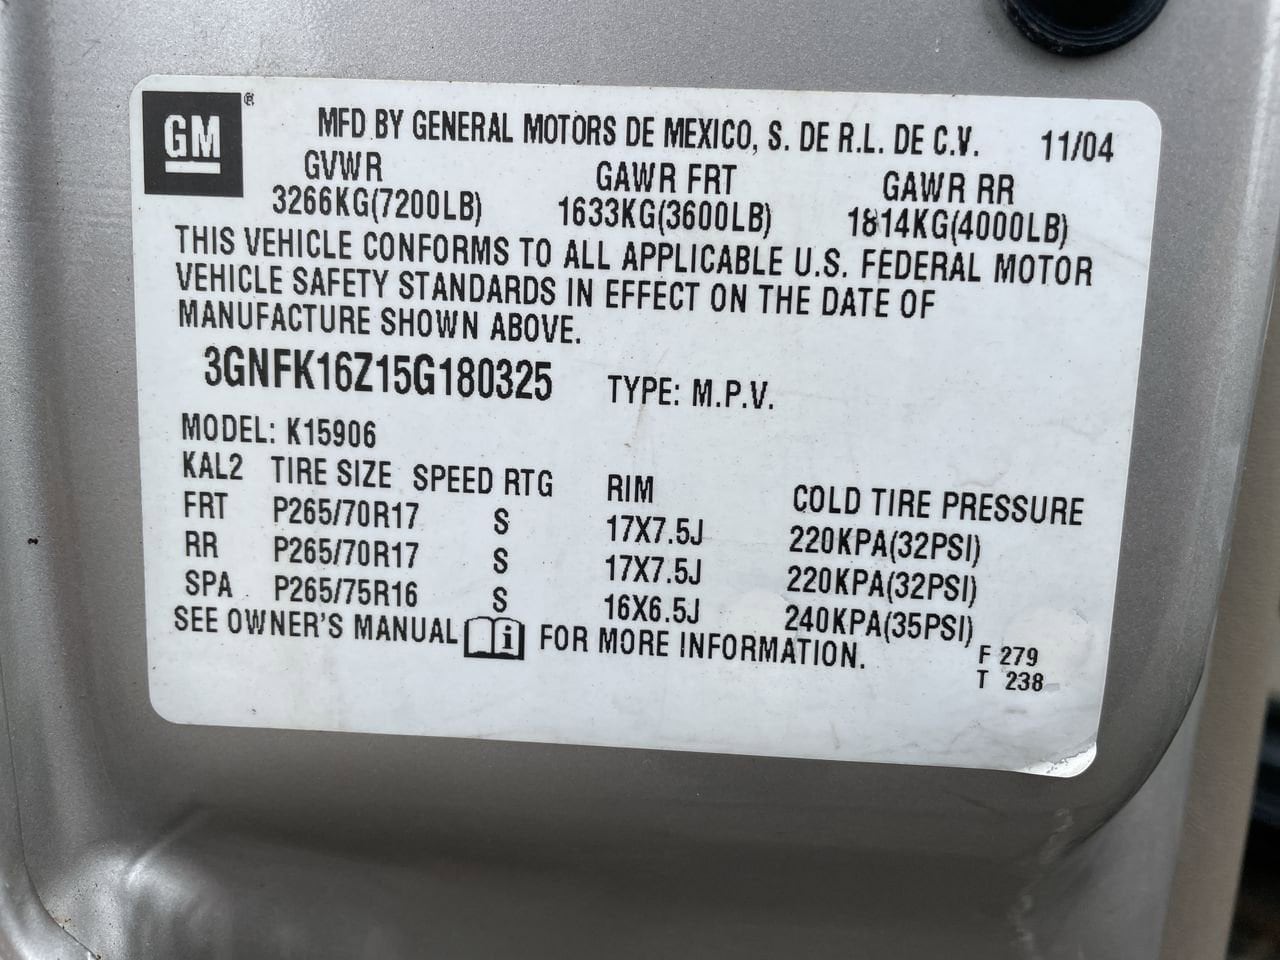 GM ®
MFD BY GENERAL MOTORS DE MEXICO, S. DE R.L. DE C.V. 11/04
GVWR GAWR FRT GAWR RR
3266KG(7200LB) 1633KG(3600LB) 1814KG(4000LB)
THIS VEHICLE CONFORMS TO ALL APPLICABLE U.S. FEDERAL MOTOR
VEHICLE SAFETY STANDARDS IN EFFECT ON THE DATE OF
MANUFACTURE SHOWN ABOVE.
3GNFK16Z15G180325 TYPE: M.P.V.
MODEL: K15906
KAL2 TIRE SIZE SPEED RTG RIM COLD TIRE PRESSURE
FRT P265/70R17 S 17X7.5J 220KPA(32PSI)
RR P265/70R17 S 17X7.5J 220KPA(32PSI)
SPA P265/75R16 S 16X6.5J 240KPA(35PSI)
SEE OWNER'S MANUAL i FOR MORE INFORMATION.
F 279
T 238